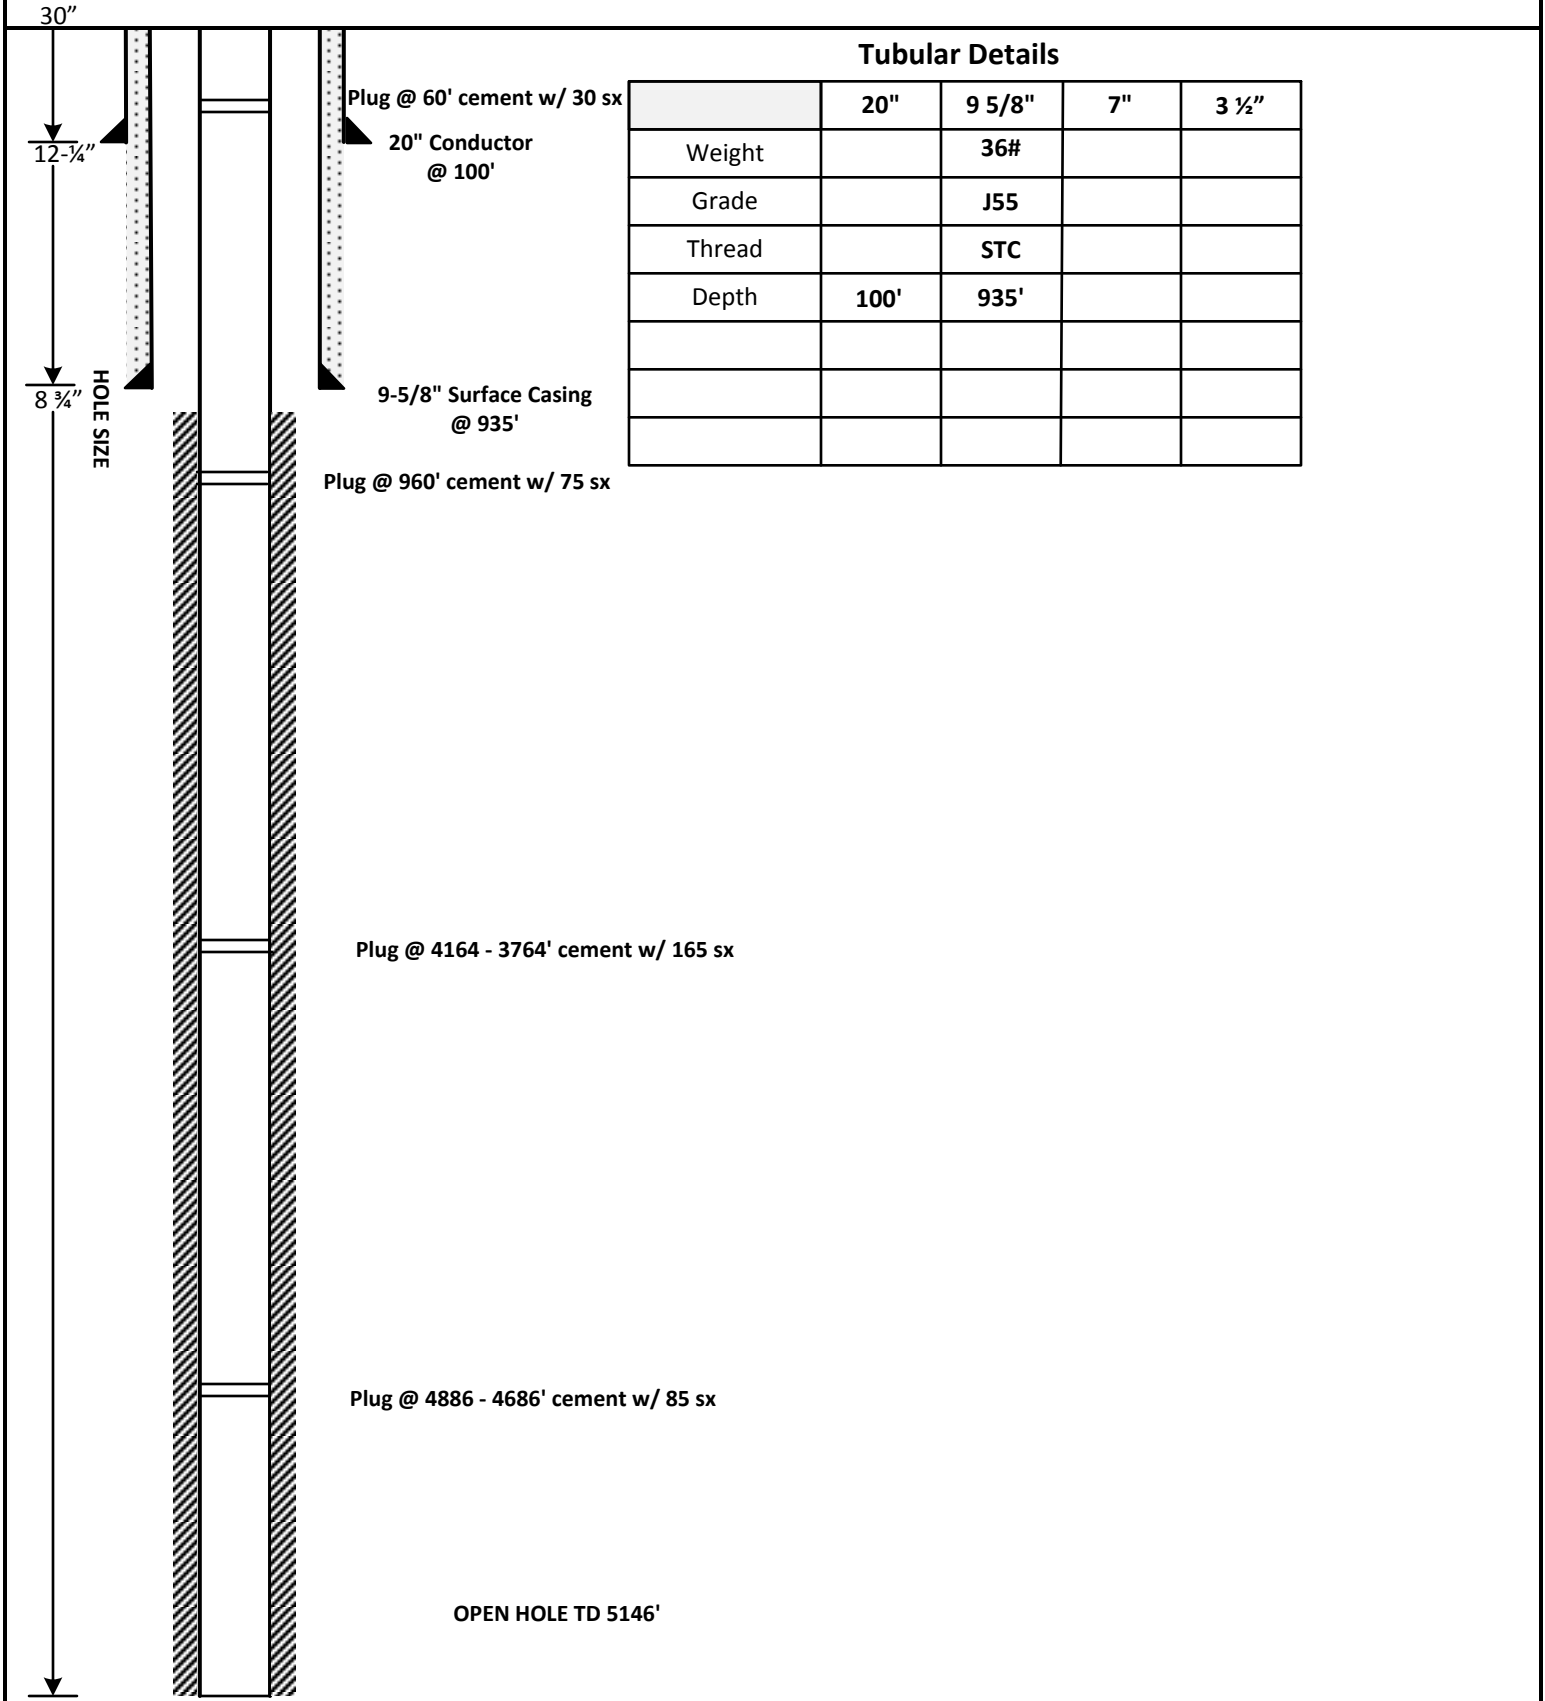 30”
Tubular Details
Plug @ 60' cement w/ 30 sx
20" 9 5/8" 7" 3 ½”
20" Conductor
@ 100'
12-¼”
Weight 36#
Grade J55
Thread STC
Depth 100' 935'
8 ¾”
HOLE SIZE
9-5/8" Surface Casing
@ 935'
Plug @ 960' cement w/ 75 sx
Plug @ 4164 - 3764' cement w/ 165 sx
Plug @ 4886 - 4686' cement w/ 85 sx
OPEN HOLE TD 5146'